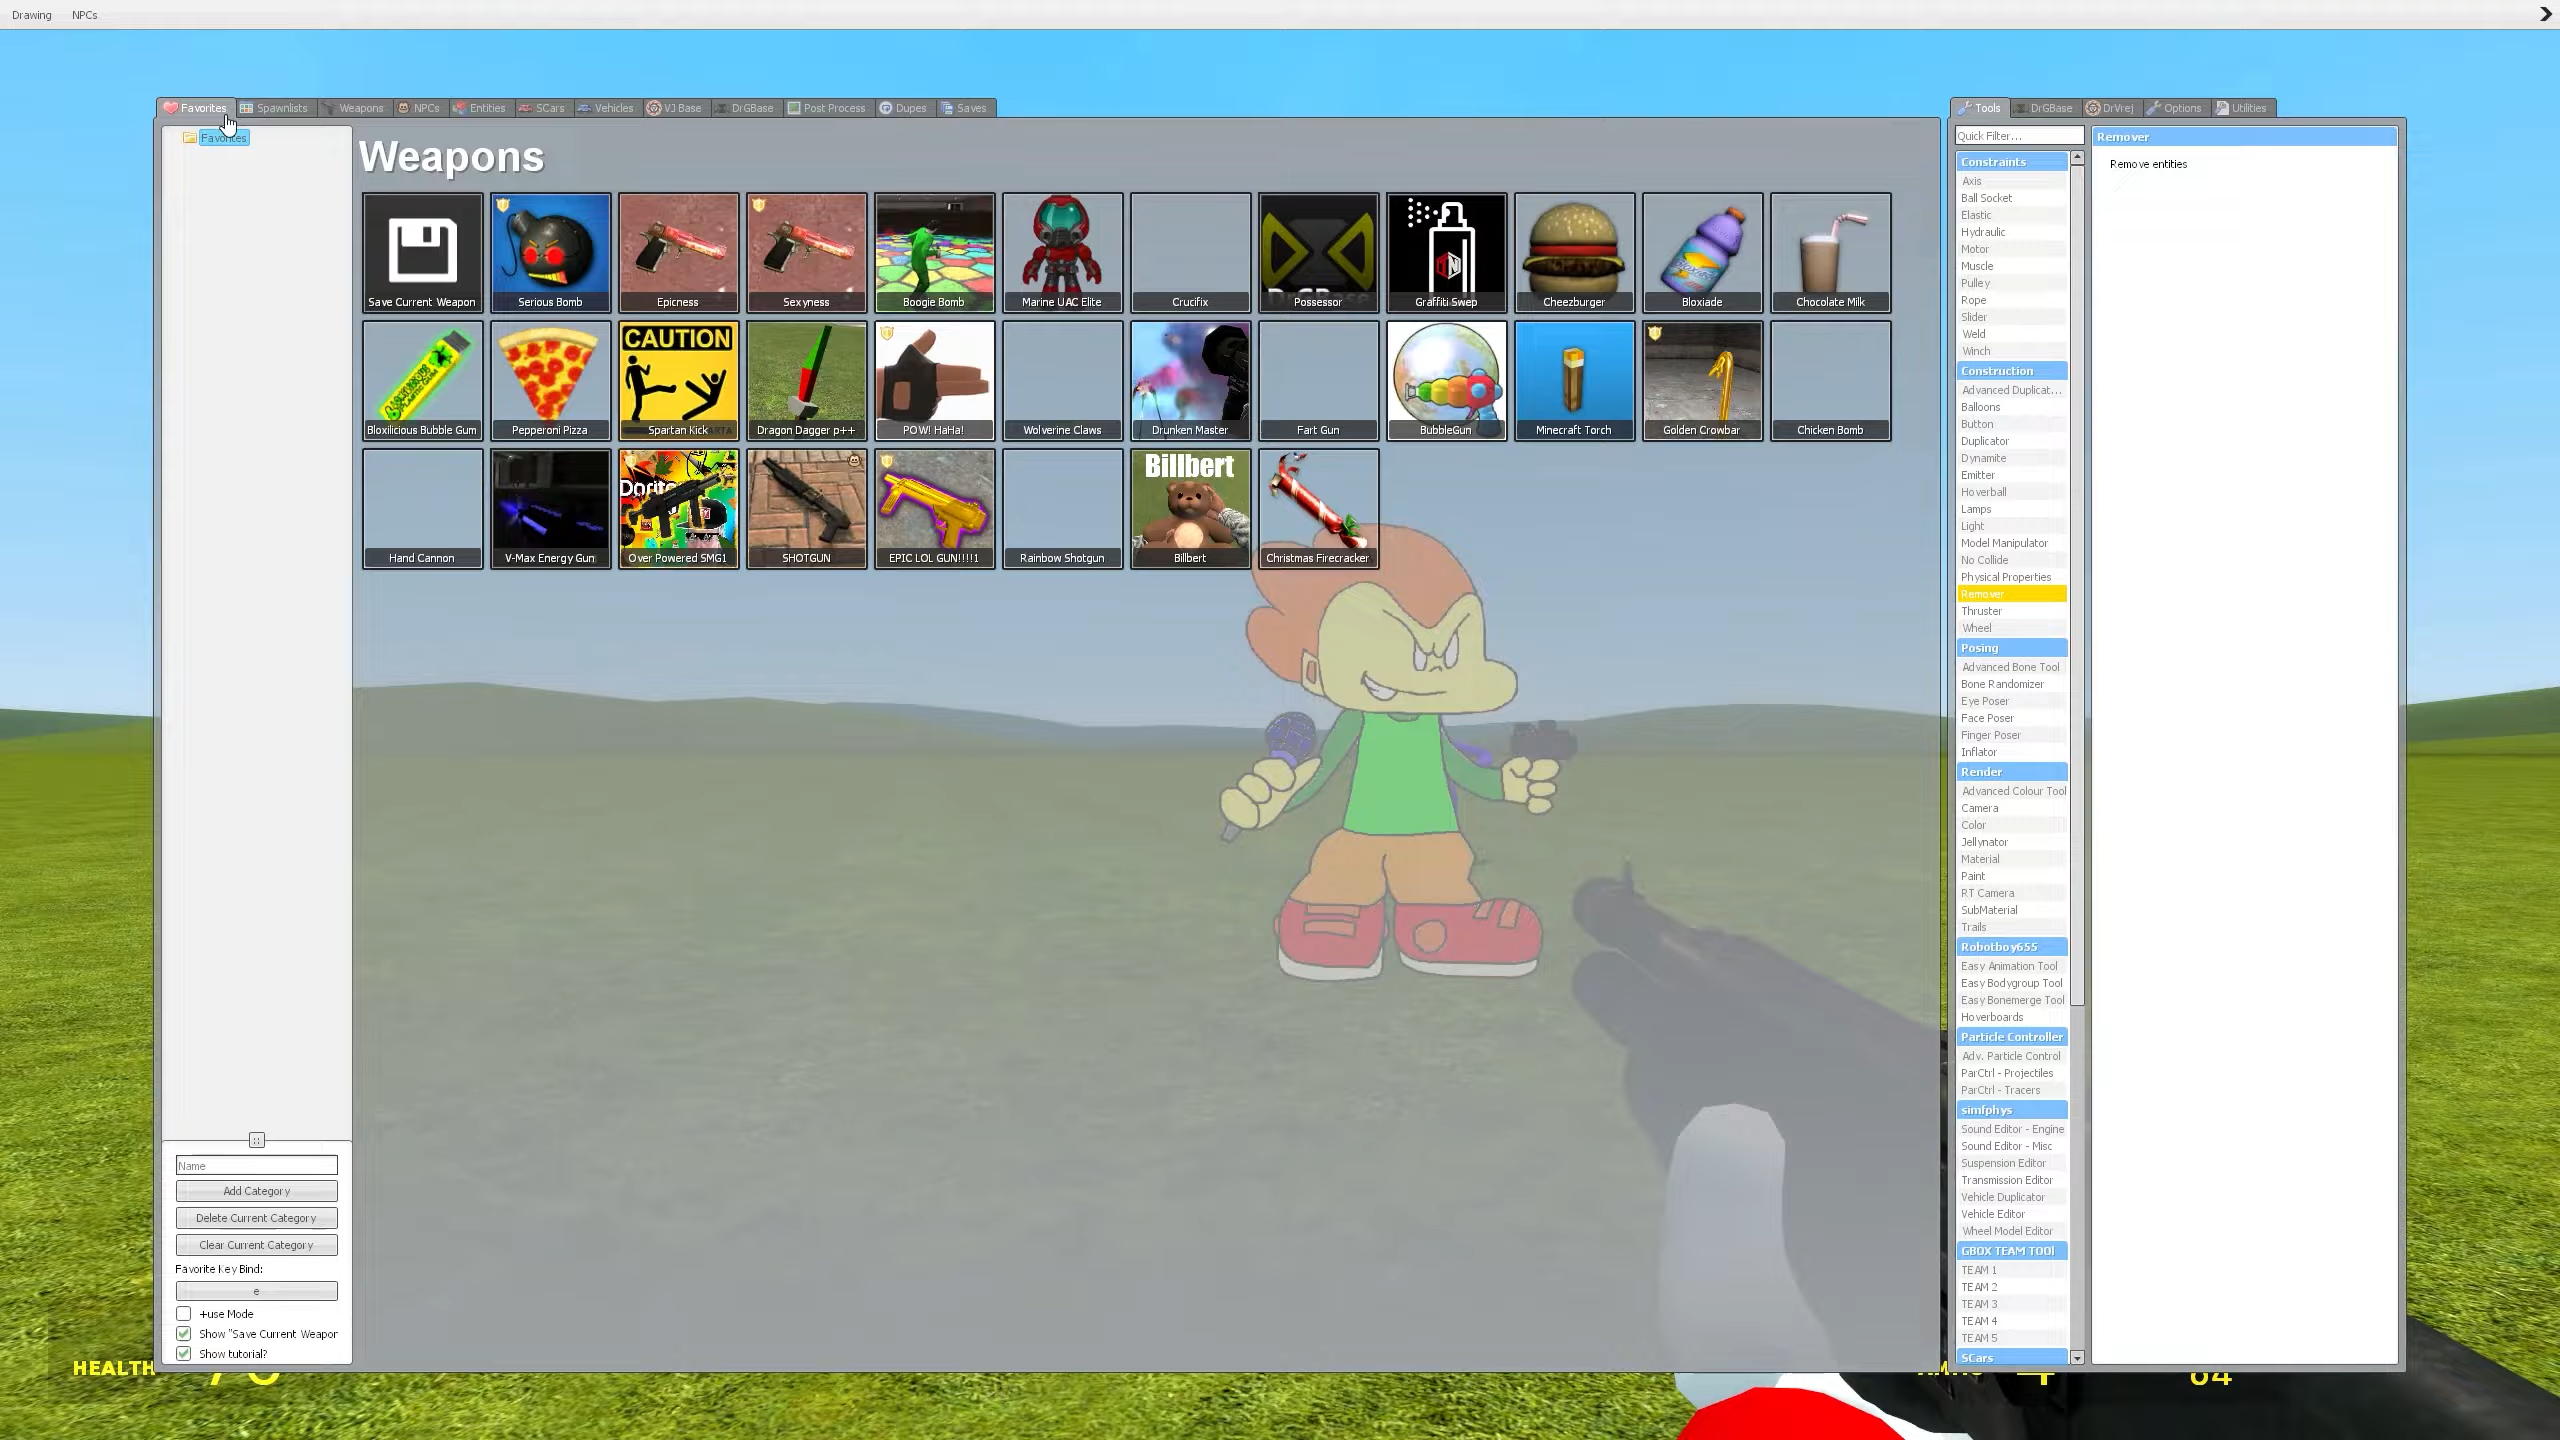 Drawing NPCs
Favorites Spawnlists Weapons NPCs Entities SCars Vehicles VJ Base DrGBase Post Process Dupes Saves
Favorites
Weapons
Save Current Weapon Serious Bomb Epicness Sexyness Boogie Bomb Marine UAC Elite Crucifix Possessor Graffiti Swep Cheezburger Bloxiade Chocolate Milk
CAUTION
Bloxilicious Bubble Gum Pepperoni Pizza Spartan Kick Dragon Dagger p++ POW! HaHa! Wolverine Claws Drunken Master Fart Gun BubbleGun Minecraft Torch Golden Crowbar Chicken Bomb
Billbert
Hand Cannon V-Max Energy Gun Over Powered SMG1 SHOTGUN EPIC LOL GUN!!!!1 Rainbow Shotgun Billbert Christmas Firecracker
Name
Add Category
Delete Current Category
Clear Current Category
Favorite Key Bind:
e
+use Mode
Show "Save Current Weapon
Show tutorial?
HEALTH
64
Tools DrGBase DrVrej Options Utilities
Quick Filter...
Constraints
Axis
Ball Socket
Elastic
Hydraulic
Motor
Muscle
Pulley
Rope
Slider
Weld
Winch
Construction
Advanced Duplicat...
Balloons
Button
Duplicator
Dynamite
Emitter
Hoverball
Lamps
Light
Model Manipulator
No Collide
Physical Properties
Remover
Thruster
Wheel
Posing
Advanced Bone Tool
Bone Randomizer
Eye Poser
Face Poser
Finger Poser
Inflator
Render
Advanced Colour Tool
Camera
Color
Jellynator
Material
Paint
RT Camera
SubMaterial
Trails
Robotboy655
Easy Animation Tool
Easy Bodygroup Tool
Easy Bonemerge Tool
Hoverboards
Particle Controller
Adv. Particle Control
ParCtrl - Projectiles
ParCtrl - Tracers
simfphys
Sound Editor - Engine
Sound Editor - Misc
Suspension Editor
Transmission Editor
Vehicle Duplicator
Vehicle Editor
Wheel Model Editor
GBOX TEAM TOOl
TEAM 1
TEAM 2
TEAM 3
TEAM 4
TEAM 5
SCars
Remover
Remove entities